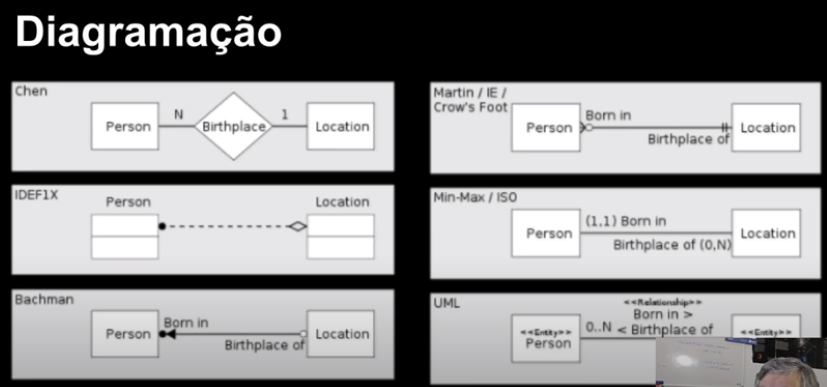 Diagramação
Chen
Person
N
Birthplace
1
Location
Martin / IE /
Crow's Foot
Person
Born in
Birthplace of
Location
IDEF1X
Person
Location
Min-Max / ISO
Person
(1,1) Born in
Birthplace of (0,N)
Location
Bachman
Person
Born in
Birthplace of
Location
UML
<<Entity>>
Person
<<Relationship>>
Born in >
0..N < Birthplace of
<<Entity>>